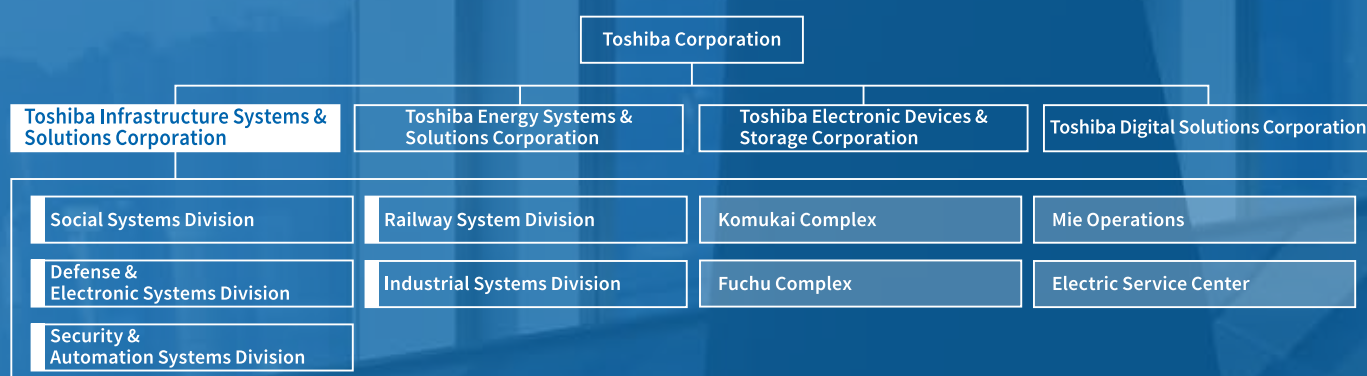 Toshiba Corporation
Toshiba Infrastructure Systems &
Solutions Corporation
Toshiba Energy Systems &
Solutions Corporation
Toshiba Electronic Devices &
Storage Corporation
Toshiba Digital Solutions Corporation
Social Systems Division
Railway System Division
Komukai Complex
Mie Operations
Defense &
Electronic Systems Division
Industrial Systems Division
Fuchu Complex
Electric Service Center
Security &
Automation Systems Division